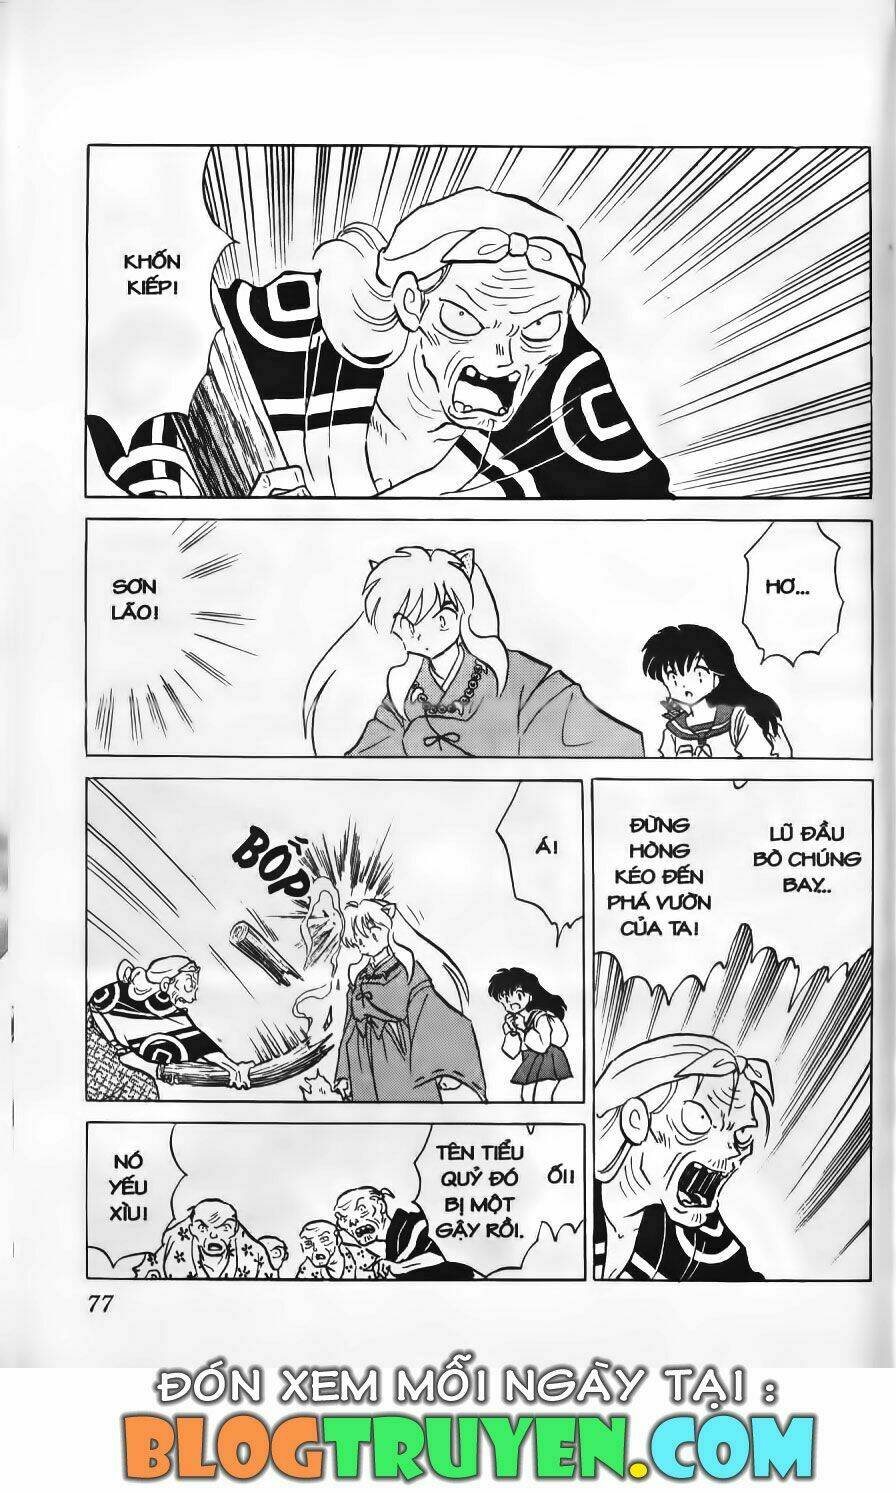 KHỐN
KIẾP!
HƠ...
SƠN
LÃO!
LŨ ĐẦU
BÒ CHÚNG
BAY...
ĐỪNG
HÒNG
KÉO ĐẾN
PHÁ VƯỜN
CỦA TA!
Á!
BỐP
ỐI!
TÊN TIỂU
QUỶ ĐÓ
BỊ MỘT
GẬY RỒI.
NÓ
YẾU
XÌU!
77
ĐÓN XEM MỖI NGÀY TẠI :
BLOGTRUYEN.COM